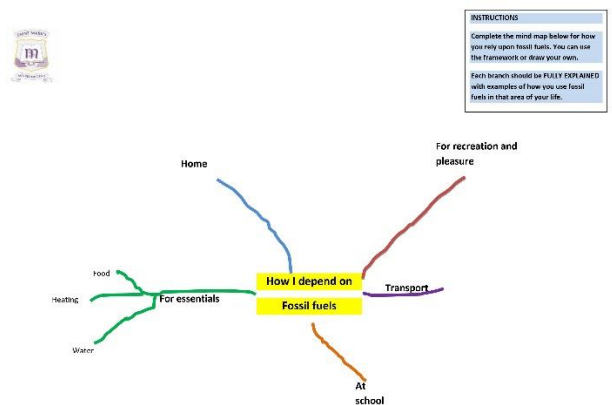 INSTRUCTIONS
Complete the mind map below for how
you rely upon fossil fuels. You can use
the framework or draw your own.
Each branch should be FULLY EXPLAINED
with examples of how you use fossil
fuels in that area of your life.
For recreation and
pleasure
Home
How I depend on
Fossil fuels
Transport
For essentials
Food
Heating
Water
At
school